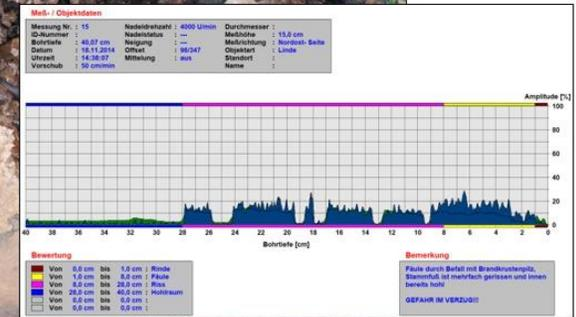 Meß- / Objektdaten
Messung Nr. : 15 Nadeldrehzahl : 4000 U/min Durchmesser :
ID-Nummer : Nadelstatus : --- Meßhöhe : 15,0 cm
Bohrtiefe : 40,07 cm Neigung : --- Meßrichtung : Nordost- Seite
Datum : 18.11.2014 Offset : 98/347 Objektart : Linde
Uhrzeit : 14:38:07 Mittelung : aus Standort :
Vorschub : 50 cm/min Name :
Amplitude [%]
100
80
60
40
20
0
40 38 36 34 32 30 28 26 24 22 20 18 16 14 12 10 8 6 4 2 0
Bohrtiefe [cm]
Bewertung
Von 0,0 cm bis 1,0 cm : Rinde
Von 1,0 cm bis 8,0 cm : Fäule
Von 8,0 cm bis 28,0 cm : Riss
Von 28,0 cm bis 40,0 cm : Hohlraum
Von 0,0 cm bis 0,0 cm :
Von 0,0 cm bis 0,0 cm :
Bemerkung
Fäule durch Befall mit Brandkrustenpitz,
Stammfuß ist mehrfach gerissen und innen
bereits hohl
GEFAHR IM VERZUG!!!